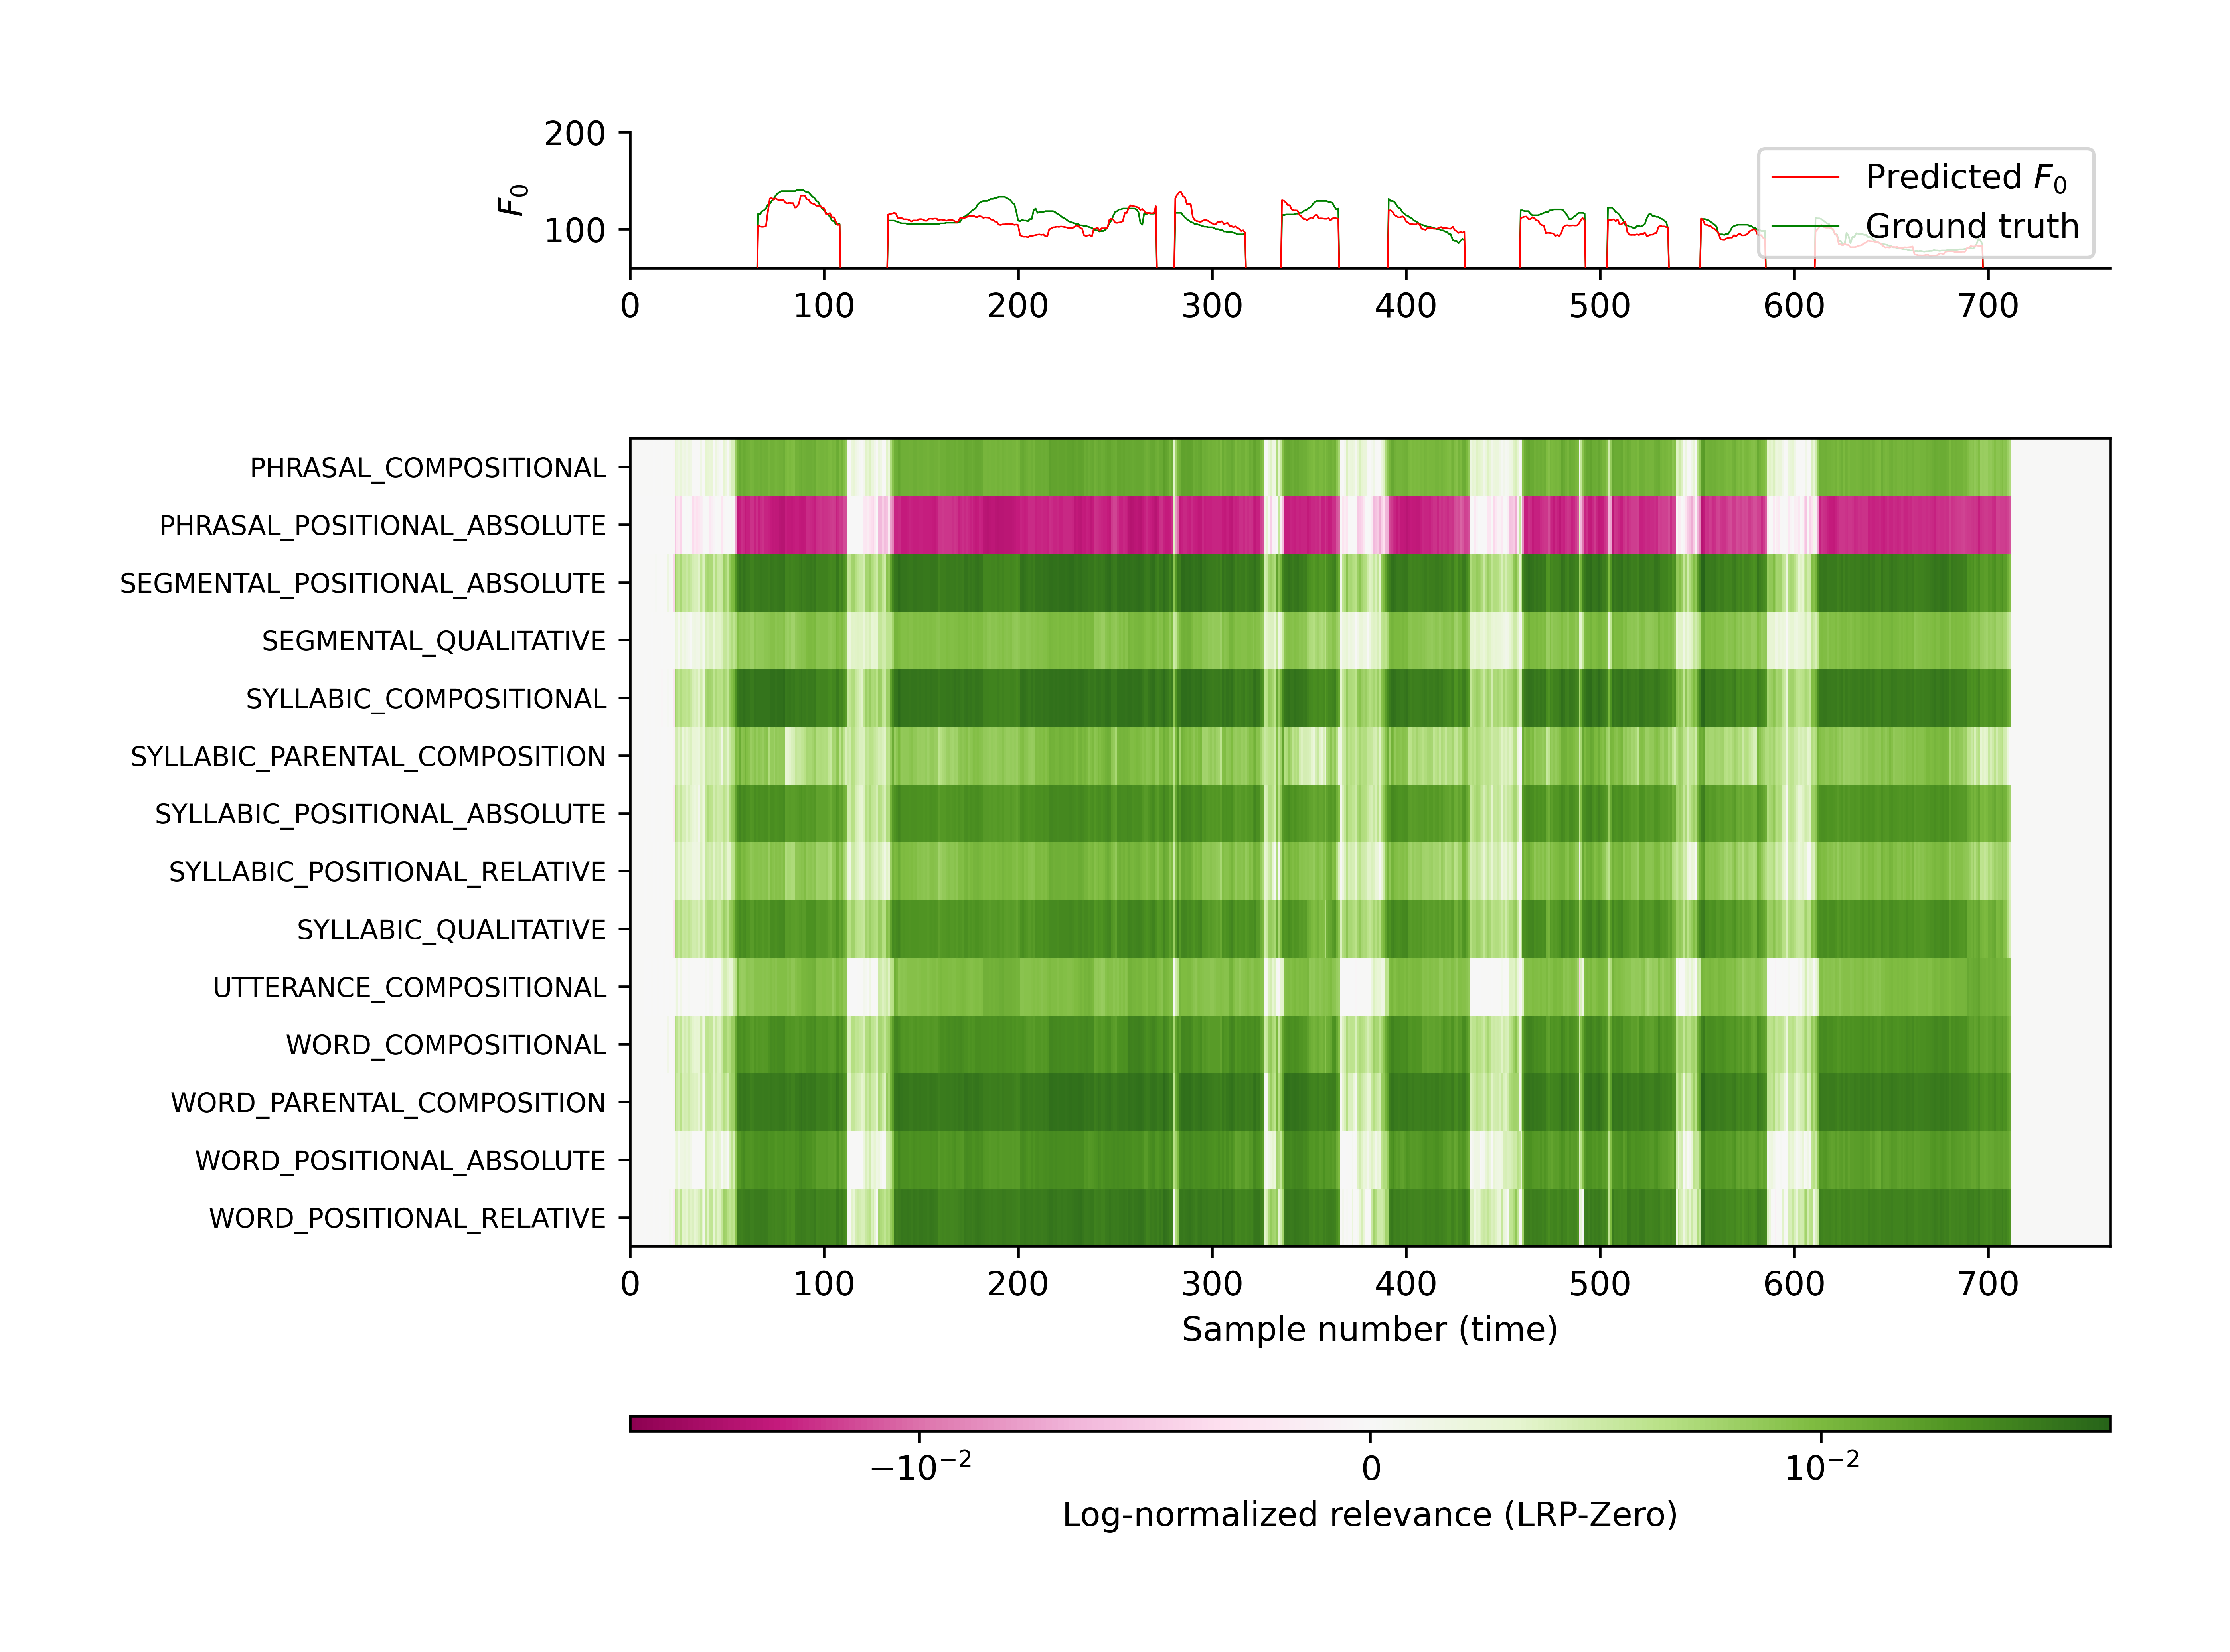 200
100
F0
Predicted F0
Ground truth
0 100 200 300 400 500 600 700
PHRASAL_COMPOSITIONAL
PHRASAL_POSITIONAL_ABSOLUTE
SEGMENTAL_POSITIONAL_ABSOLUTE
SEGMENTAL_QUALITATIVE
SYLLABIC_COMPOSITIONAL
SYLLABIC_PARENTAL_COMPOSITION
SYLLABIC_POSITIONAL_ABSOLUTE
SYLLABIC_POSITIONAL_RELATIVE
SYLLABIC_QUALITATIVE
UTTERANCE_COMPOSITIONAL
WORD_COMPOSITIONAL
WORD_PARENTAL_COMPOSITION
WORD_POSITIONAL_ABSOLUTE
WORD_POSITIONAL_RELATIVE
0 100 200 300 400 500 600 700
Sample number (time)
−10⁻² 0 10⁻²
Log-normalized relevance (LRP-Zero)